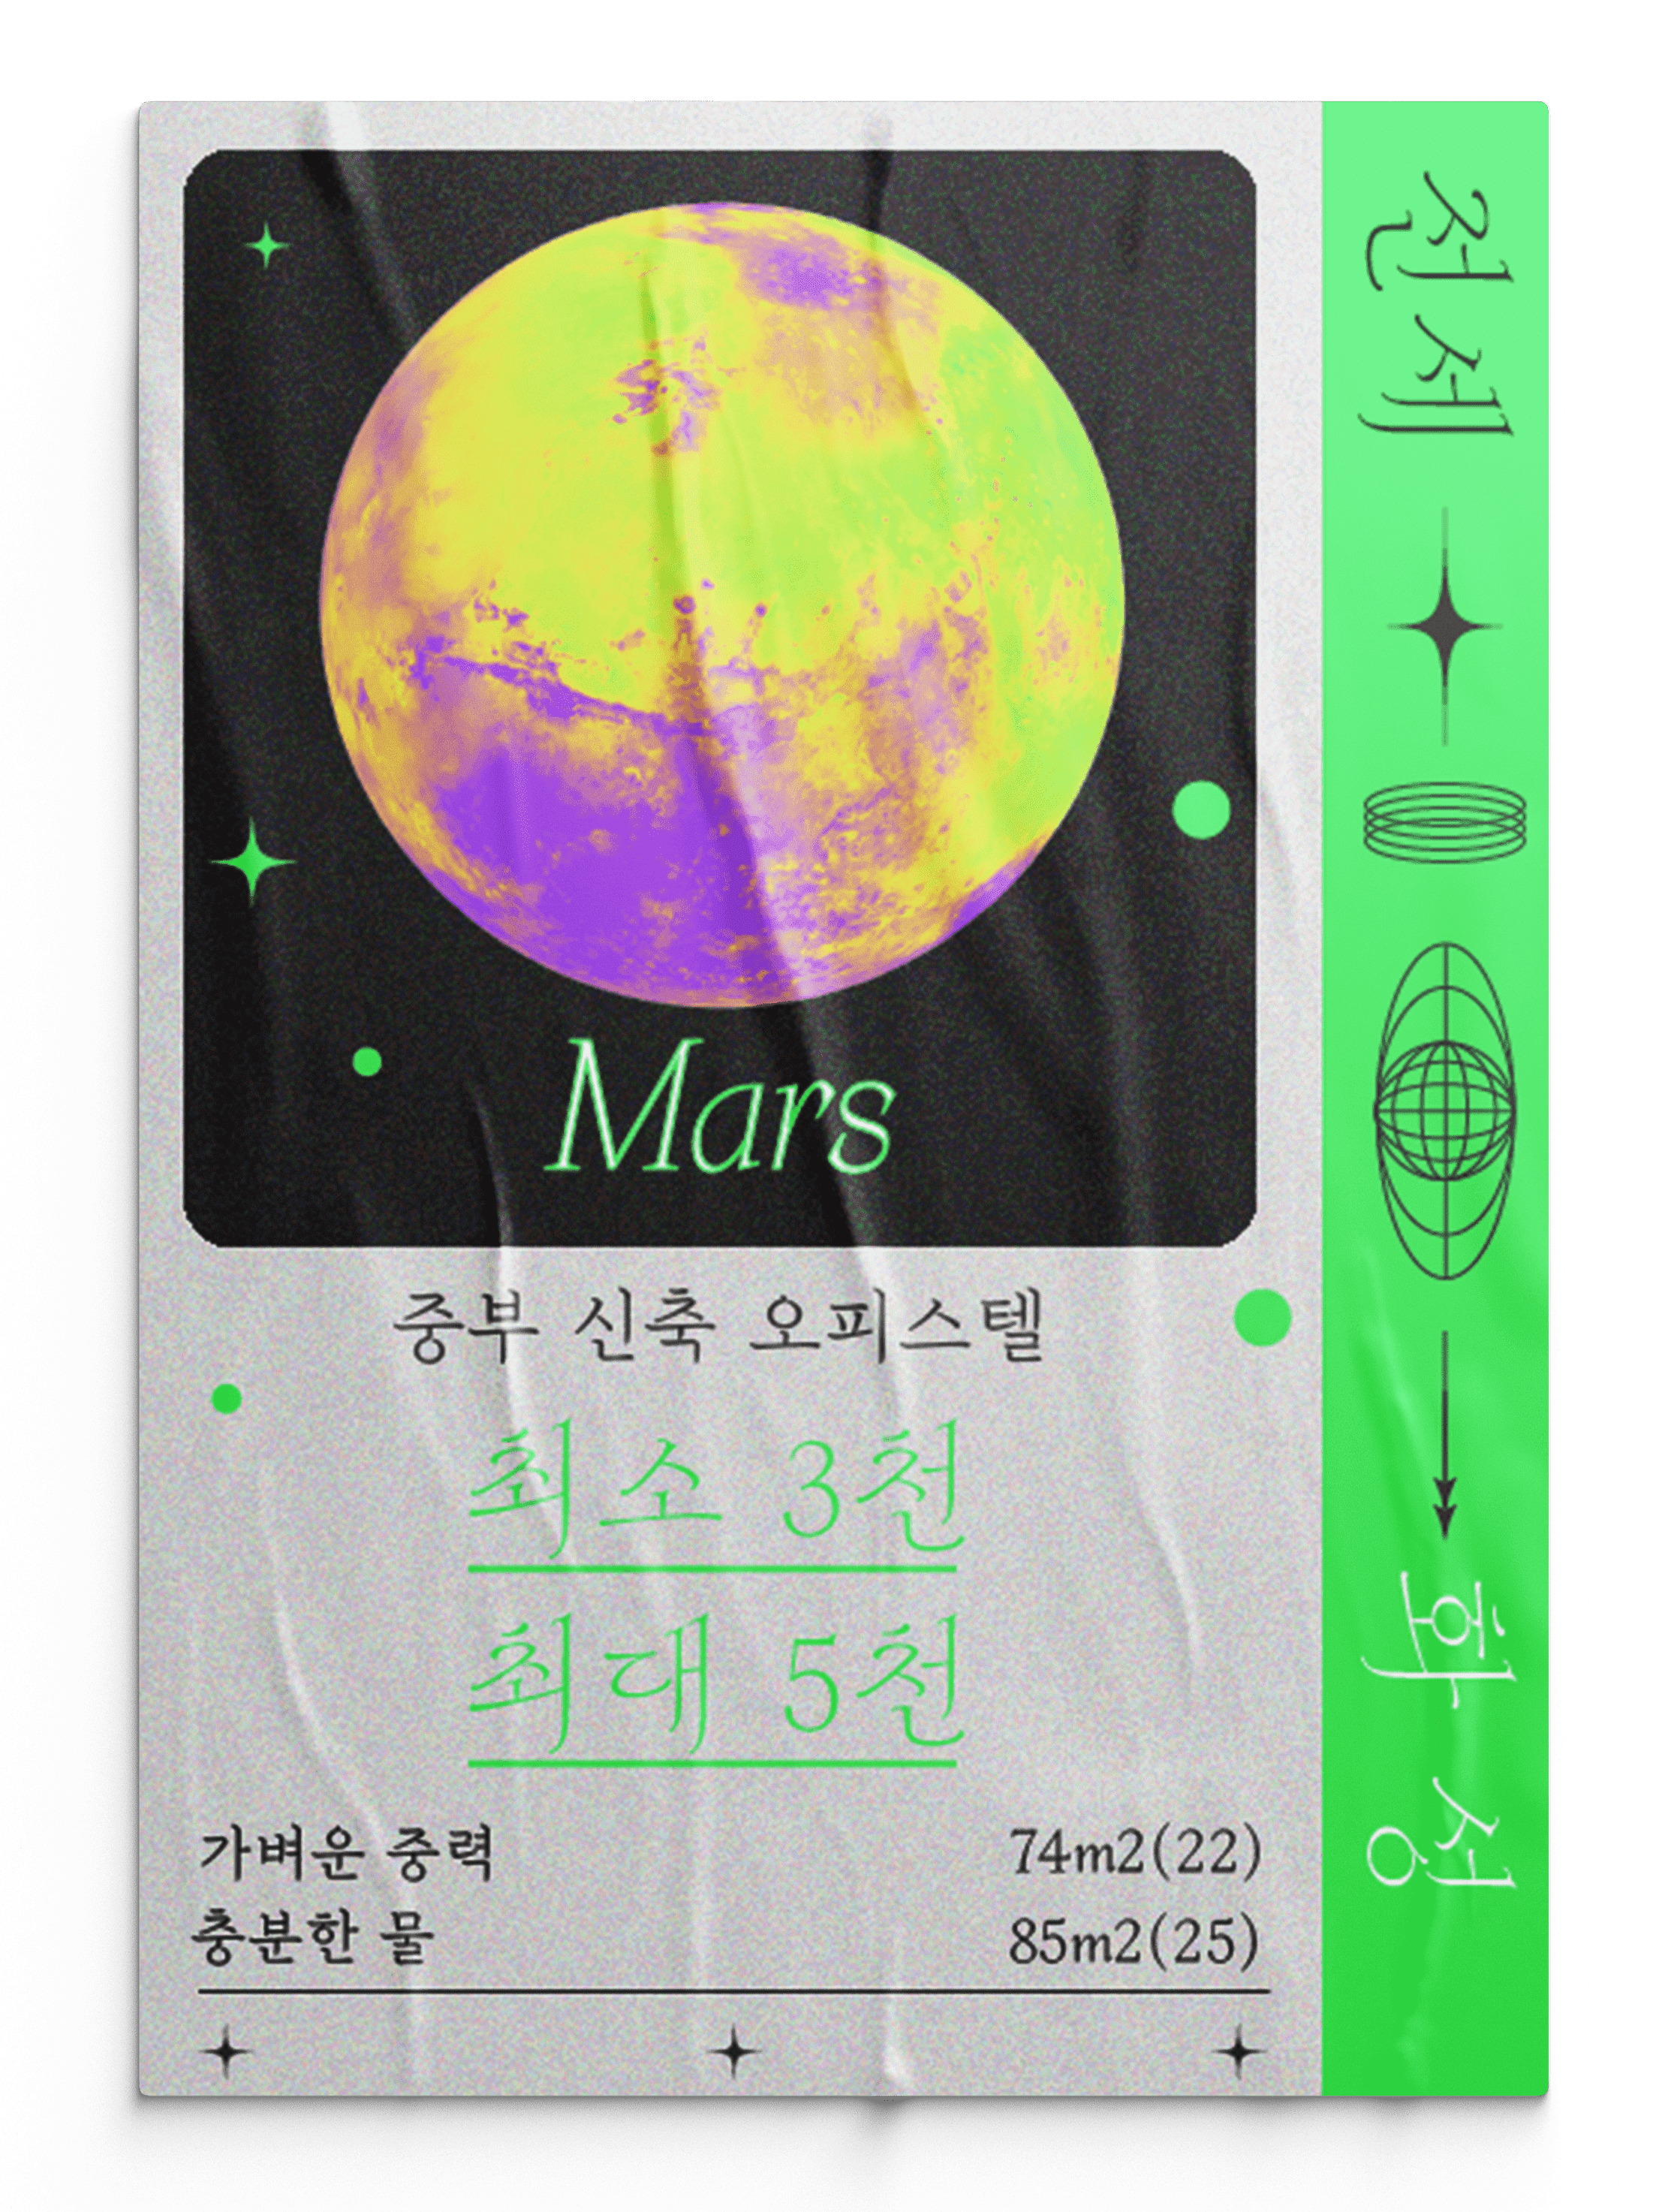 Mars
중부 신축 오피스텔
최소 3천
최대 5천
가벼운 중력 74m2(22)
충분한 물 85m2(25)
전세
화성